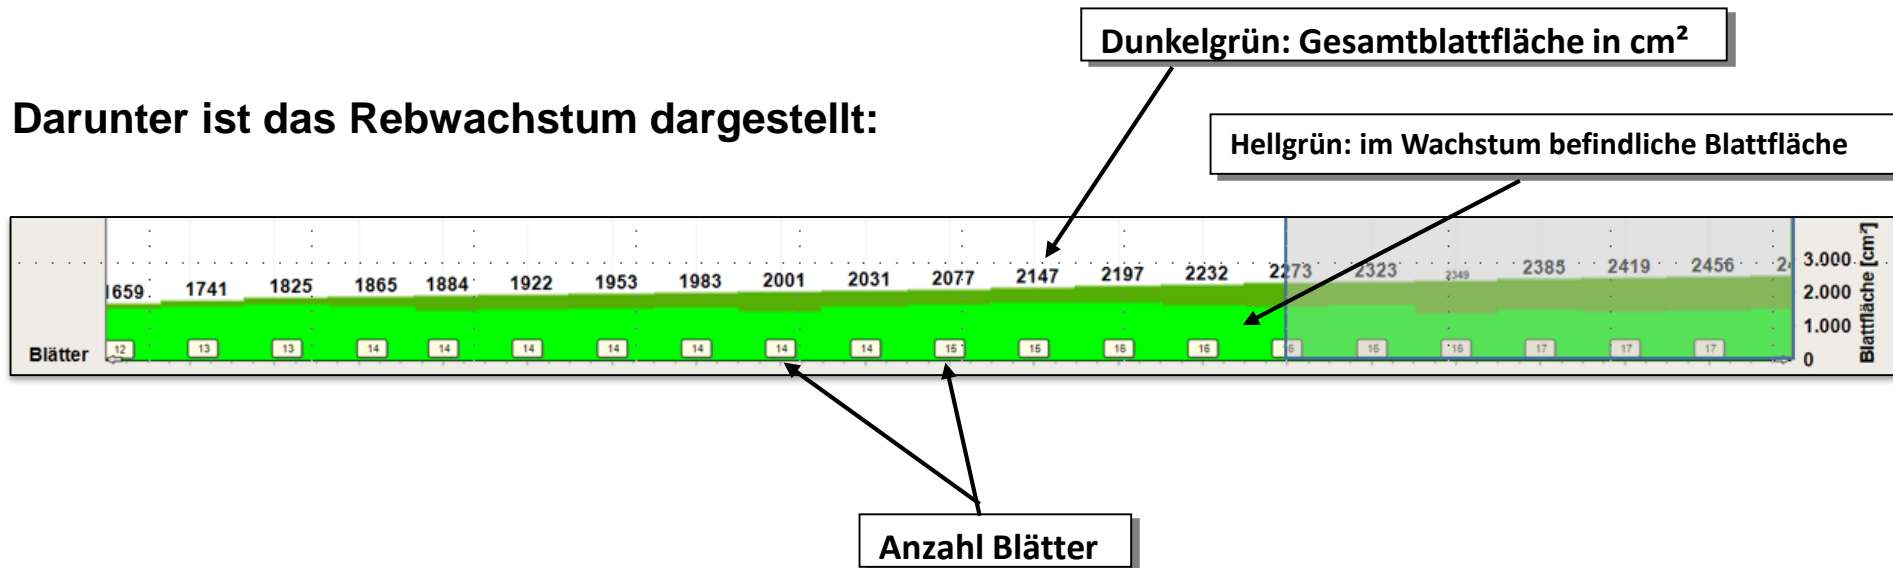 Dunkelgrün: Gesamtblattfläche in cm²
Darunter ist das Rebwachstum dargestellt:
Hellgrün: im Wachstum befindliche Blattfläche
1659 1741 1825 1865 1884 1922 1953 1983 2001 2031 2077 2147 2197 2232 2273 2323 2349 2385 2419 2456
3.000
2.000
1.000
0
Blattfläche [cm²]
Blätter 12 13 13 14 14 14 14 14 14 14 15 15 16 16 16 16 16 17 17 17
Anzahl Blätter